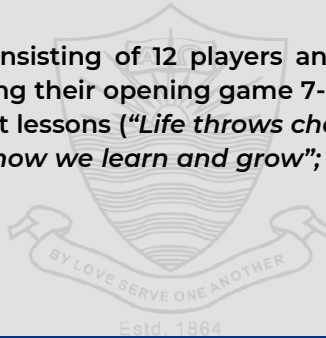 nsisting of 12 players an
ng their opening game 7-
t lessons (“Life throws cha
how we learn and grow”;
BY LOVE SERVE ONE ANOTHER
Estd. 1864